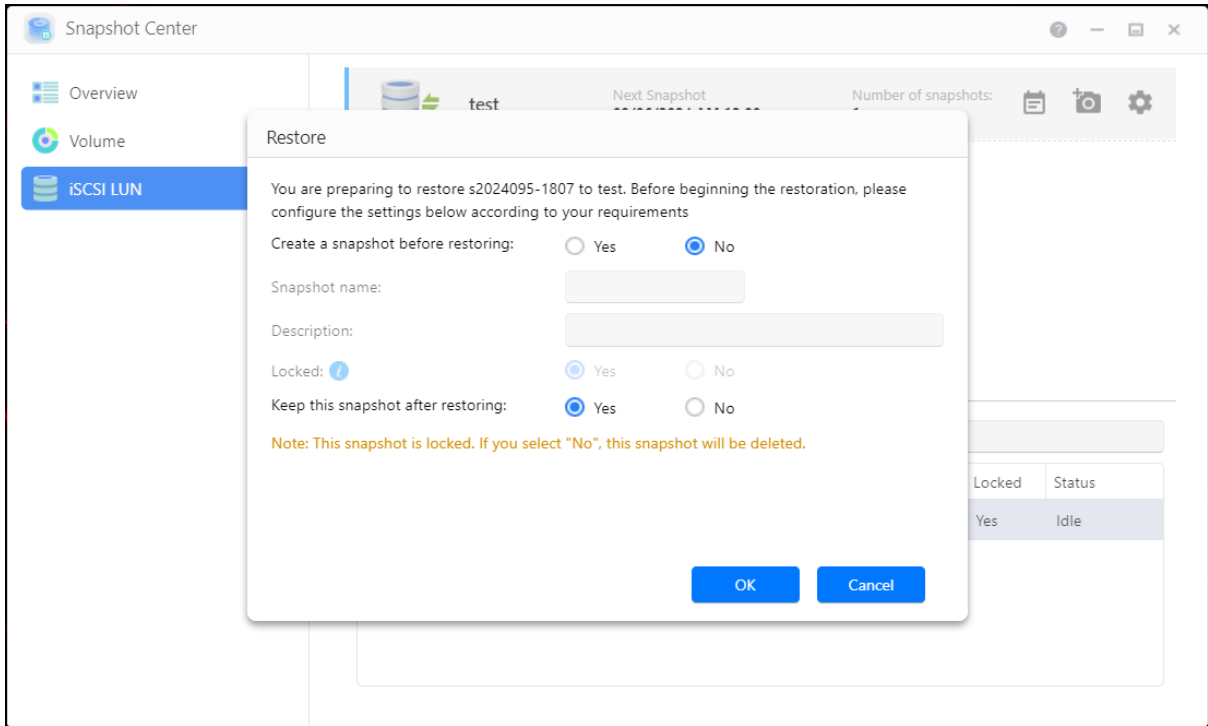 Snapshot Center
Overview
Volume
iSCSI LUN
test
Next Snapshot
Number of snapshots:
Restore
You are preparing to restore s2024095-1807 to test. Before beginning the restoration, please
configure the settings below according to your requirements
Create a snapshot before restoring: Yes No
Snapshot name:
Description:
Locked: i Yes No
Keep this snapshot after restoring: Yes No
Note: This snapshot is locked. If you select "No", this snapshot will be deleted.
Locked Status
Yes Idle
OK Cancel